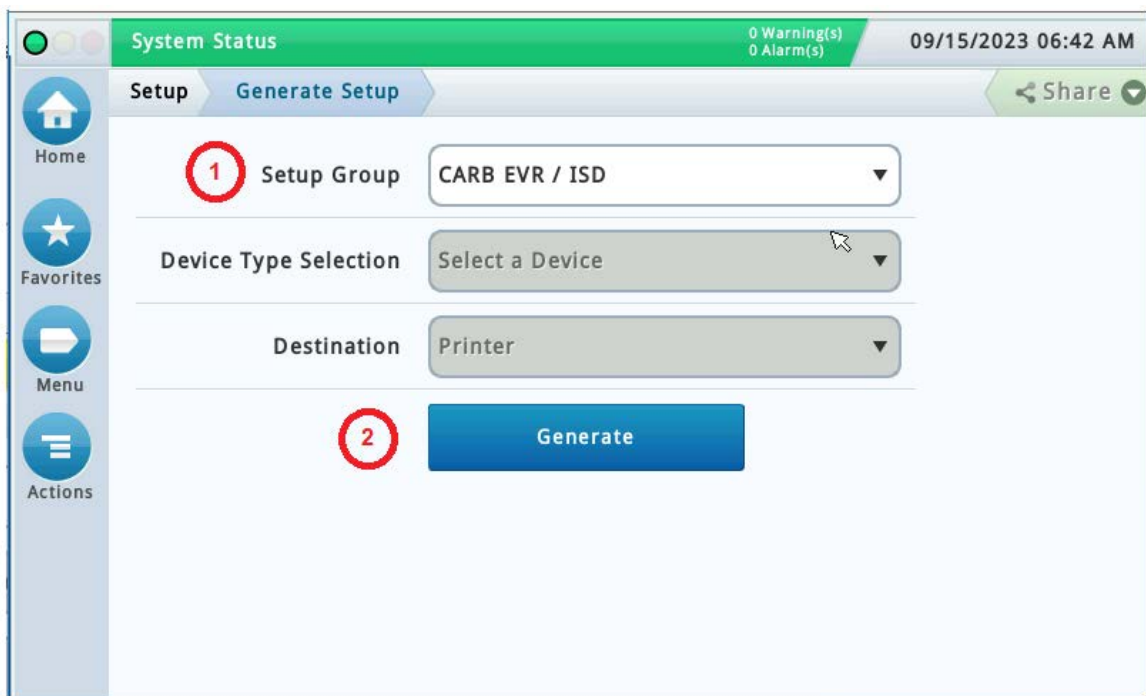 System Status
0 Warning(s)
0 Alarm(s)
09/15/2023 06:42 AM
Setup
Generate Setup
Share
Home
1
Setup Group
CARB EVR / ISD
Favorites
Device Type Selection
Select a Device
Menu
Destination
Printer
Actions
2
Generate